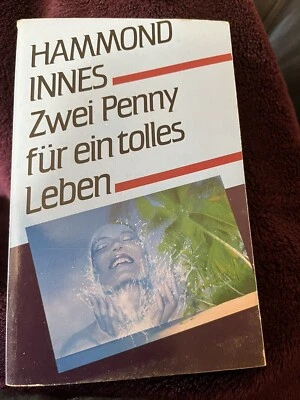 HAMMOND
INNES
Zwei Penny
für ein tolles
Leben